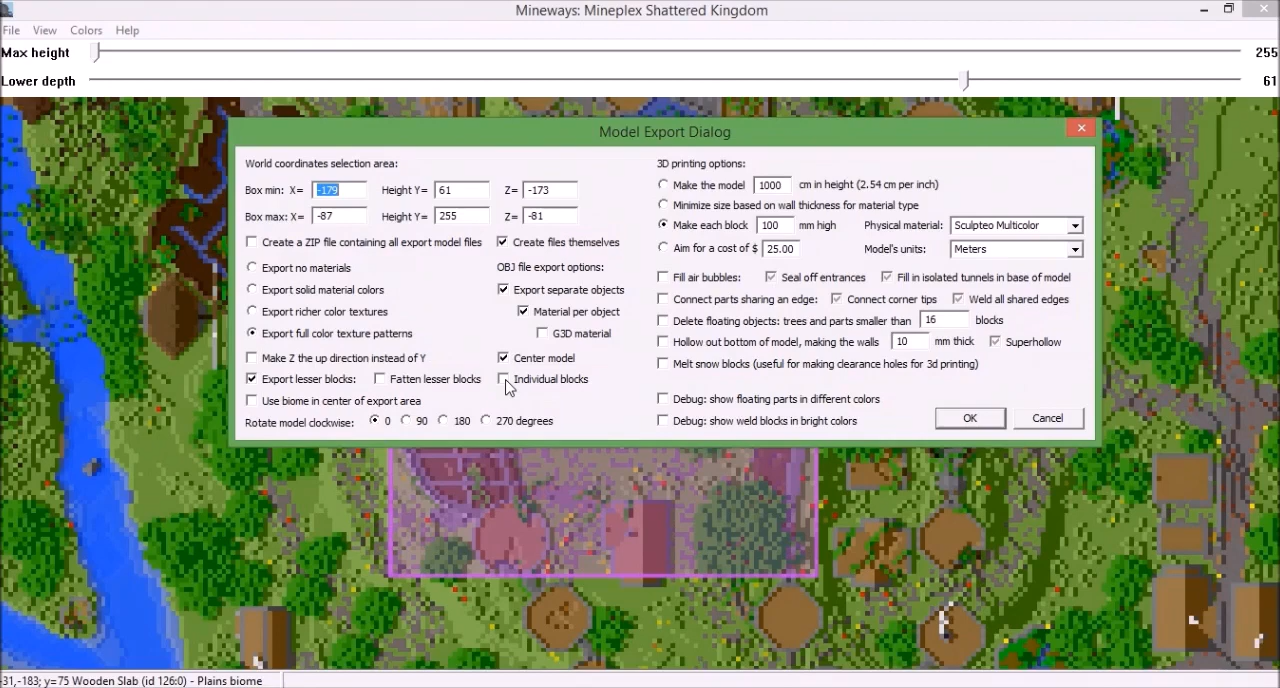 Mineways: Mineplex Shattered Kingdom
File View Colors Help
Max height 255
Lower depth 61
Model Export Dialog
World coordinates selection area:
Box min: X= -179 Height Y= 61 Z= -173
Box max: X= -87 Height Y= 255 Z= -81
Create a ZIP file containing all export model files
Create files themselves
Export no materials
Export solid material colors
Export richer color textures
Export full color texture patterns
OBJ file export options:
Export separate objects
Material per object
G3D material
Make Z the up direction instead of Y
Center model
Export lesser blocks:
Fatten lesser blocks
Individual blocks
Use biome in center of export area
Rotate model clockwise: 0 90 180 270 degrees
3D printing options:
Make the model 1000 cm in height (2.54 cm per inch)
Minimize size based on wall thickness for material type
Make each block 100 mm high
Physical material: Sculpteo Multicolor
Aim for a cost of $ 25.00
Model's units: Meters
Fill air bubbles: Seal off entrances Fill in isolated tunnels in base of model
Connect parts sharing an edge: Connect corner tips Weld all shared edges
Delete floating objects: trees and parts smaller than 16 blocks
Hollow out bottom of model, making the walls 10 mm thick Superhollow
Melt snow blocks (useful for making clearance holes for 3d printing)
Debug: show floating parts in different colors
Debug: show weld blocks in bright colors
OK Cancel
-31,-183; y=75 Wooden Slab (id 126:0) - Plains biome